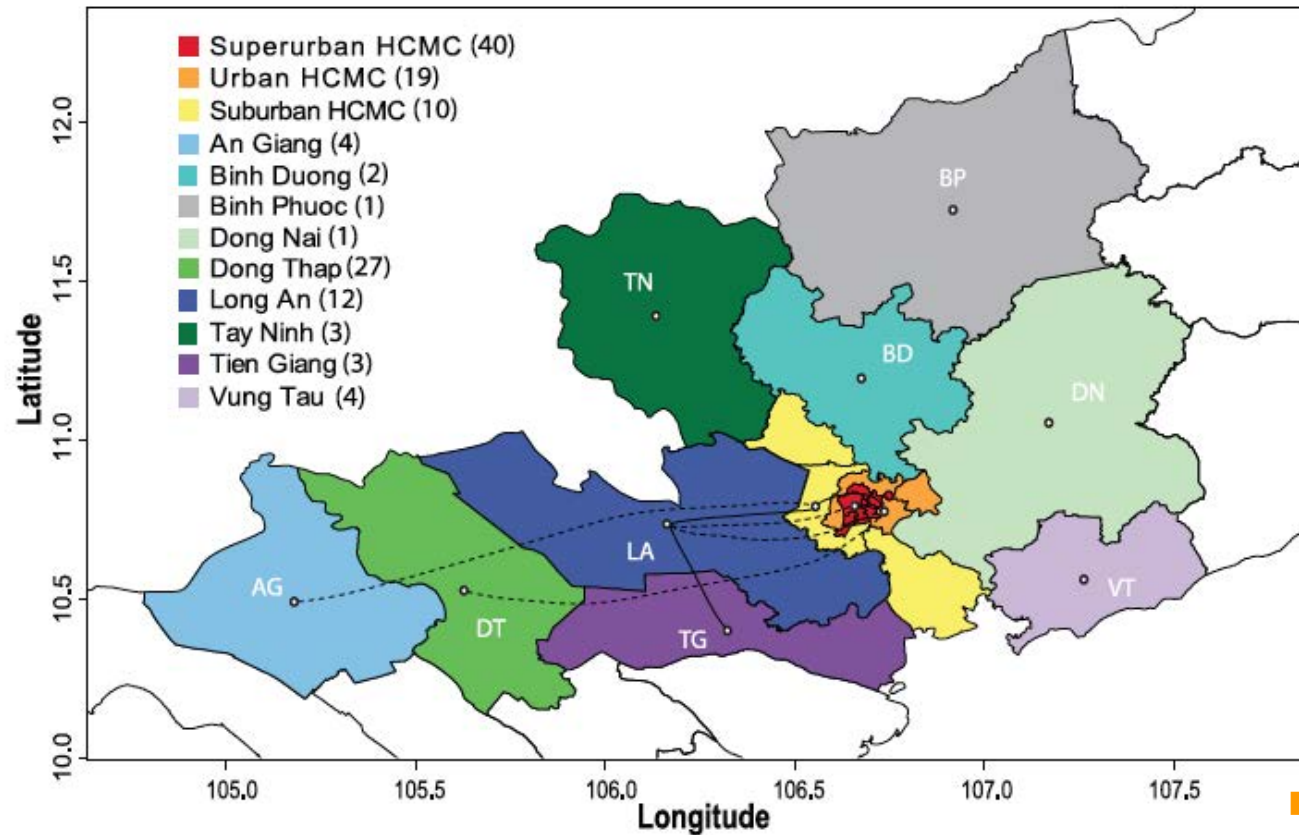 Superurban HCMC (40)
Urban HCMC (19)
Suburban HCMC (10)
An Giang (4)
Binh Duong (2)
Binh Phuoc (1)
Dong Nai (1)
Dong Thap (27)
Long An (12)
Tay Ninh (3)
Tien Giang (3)
Vung Tau (4)
BP
TN
BD
DN
LA
AG
VT
DT
TG
Latitude
12.0
11.5
11.0
10.5
10.0
105.0
105.5
106.0
106.5
107.0
107.5
Longitude